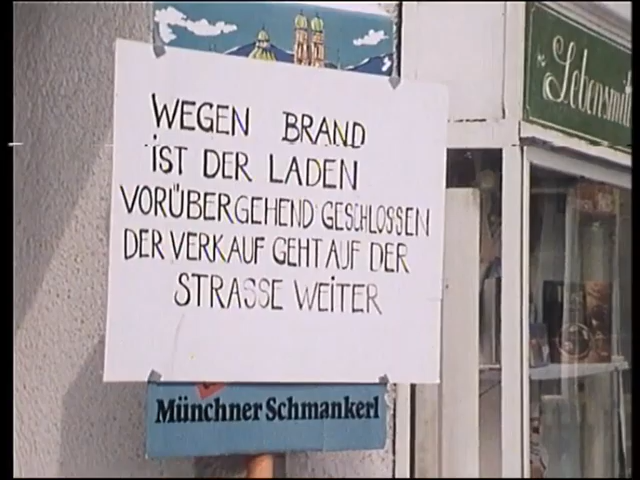 WEGEN BRAND
IST DER LADEN
VORÜBERGEHEND GESCHLOSSEN
DER VERKAUF GEHT AUF DER
STRASSE WEITER
Münchner Schmankerl